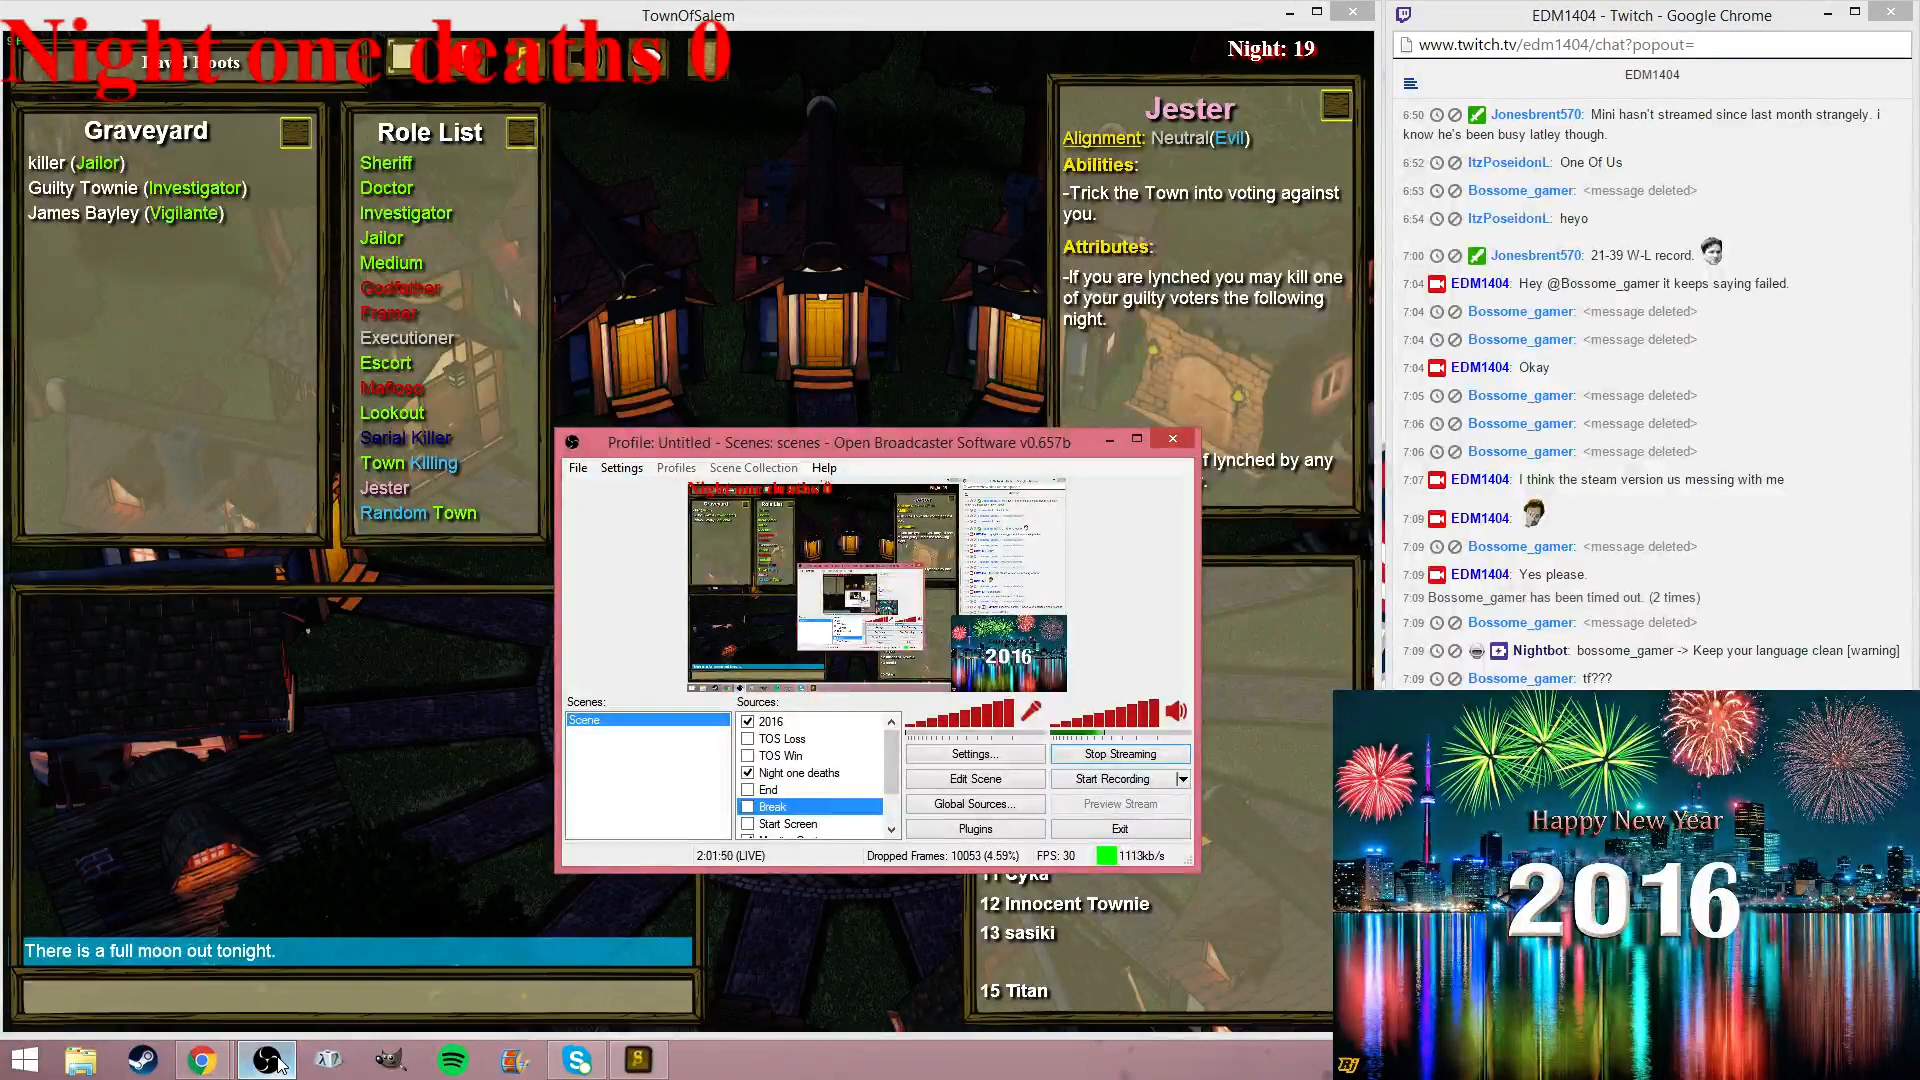 TownOfSalem
Night one deaths 0
David Hoots
Night: 19
Graveyard
killer (Jailor)
Guilty Townie (Investigator)
James Bayley (Vigilante)
Role List
Sheriff
Doctor
Investigator
Jailor
Medium
Godfather
Framer
Executioner
Escort
Mafioso
Lookout
Serial Killer
Town Killing
Jester
Random Town
Jester
Alignment: Neutral(Evil)
Abilities:
-Trick the Town into voting against
you.
Attributes:
-If you are lynched you may kill one
of your guilty voters the following
night.
f lynched by any
There is a full moon out tonight.
12 Innocent Townie
13 sasiki
15 Titan
Profile: Untitled - Scenes: scenes - Open Broadcaster Software v0.657b
File Settings Profiles Scene Collection Help
Night one deaths 0
2016
Scenes:
Scene
Sources:
2016
TOS Loss
TOS Win
Night one deaths
End
Break
Start Screen
Settings...
Stop Streaming
Edit Scene
Start Recording
Global Sources...
Preview Stream
Plugins
Exit
2:01:50 (LIVE)
Dropped Frames: 10053 (4.59%)
FPS: 30
1113kb/s
EDM1404 - Twitch - Google Chrome
www.twitch.tv/edm1404/chat?popout=
EDM1404
6:50 Jonesbrent570: Mini hasn't streamed since last month strangely. i
know he's been busy latley though.
6:52 ItzPoseidonL: One Of Us
6:53 Bossome_gamer: <message deleted>
6:54 ItzPoseidonL: heyo
7:00 Jonesbrent570: 21-39 W-L record.
7:04 EDM1404: Hey @Bossome_gamer it keeps saying failed.
7:04 Bossome_gamer: <message deleted>
7:04 Bossome_gamer: <message deleted>
7:04 EDM1404: Okay
7:05 Bossome_gamer: <message deleted>
7:06 Bossome_gamer: <message deleted>
7:06 Bossome_gamer: <message deleted>
7:07 EDM1404: I think the steam version us messing with me
7:09 EDM1404:
7:09 Bossome_gamer: <message deleted>
7:09 EDM1404: Yes please.
7:09 Bossome_gamer has been timed out. (2 times)
7:09 Bossome_gamer: <message deleted>
7:09 Nightbot: bossome_gamer -> Keep your language clean [warning]
7:09 Bossome_gamer: tf???
Happy New Year
2016